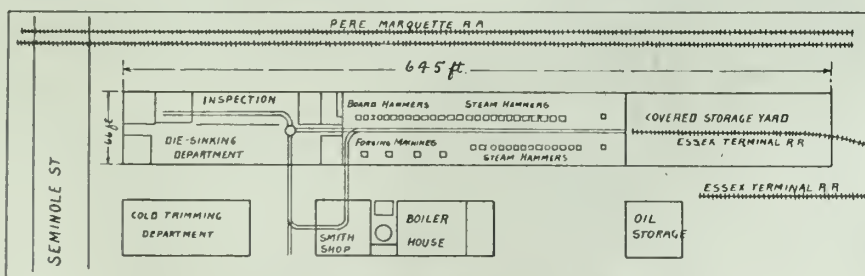 PERE MARQUETTE R R
645 ft.
66 ft
INSPECTION
BOARD HAMMERS
STEAM HAMMERS
COVERED STORAGE YARD
DIE-SINKING
DEPARTMENT
FORGING MACHINES
STEAM HAMMERS
ESSEX TERMINAL R R
ESSEX TERMINAL R R
SEMINOLE ST
COLD TRIMMING
DEPARTMENT
SMITH
SHOP
BOILER
HOUSE
OIL
STORAGE